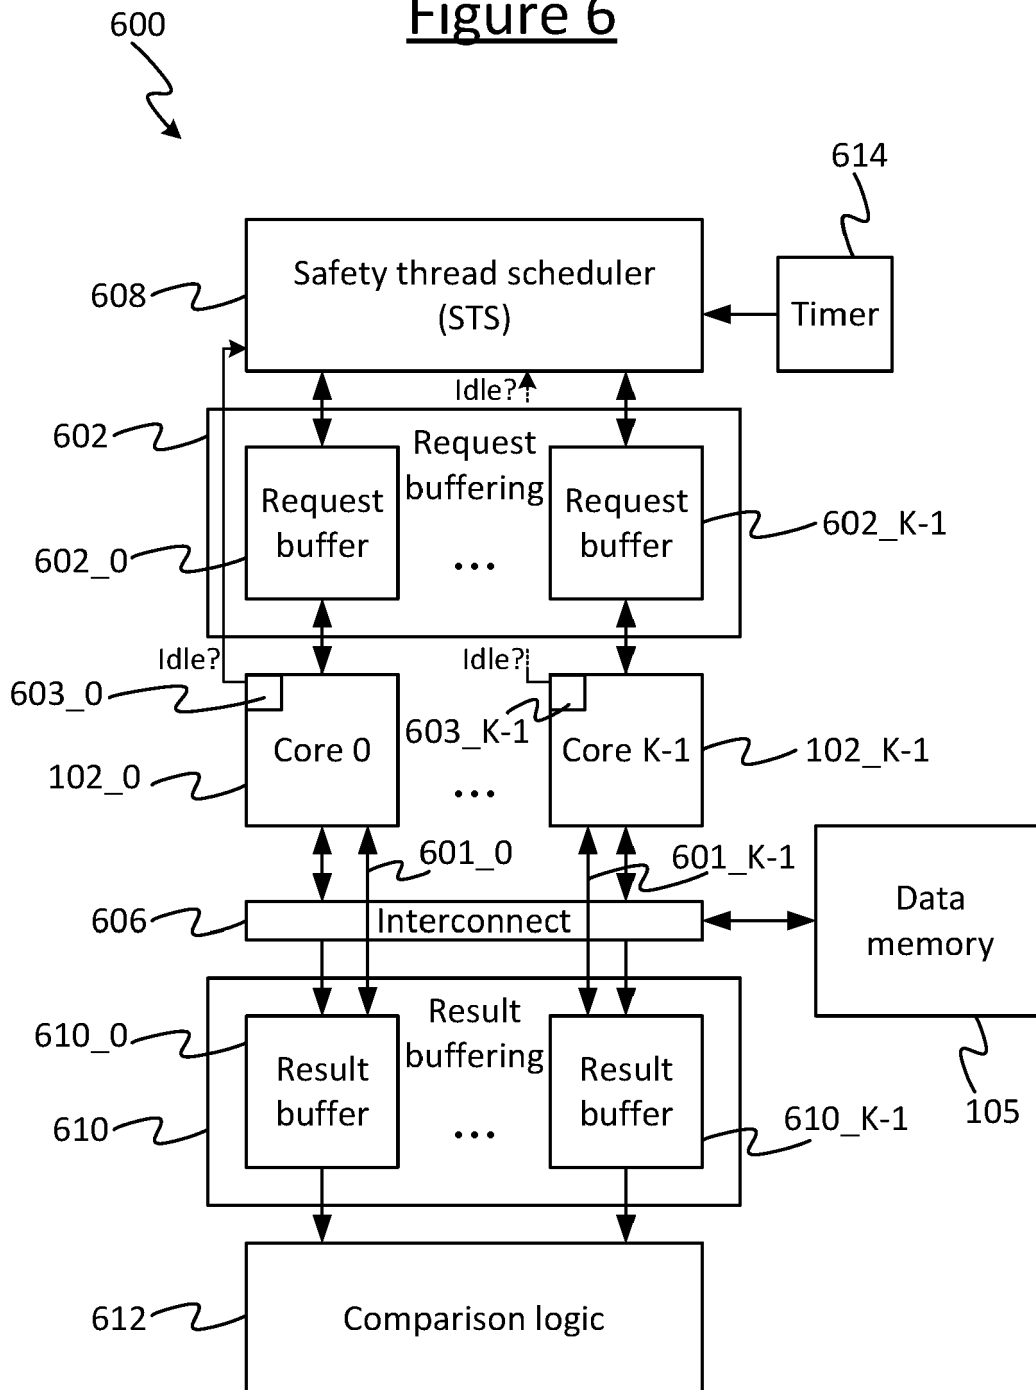 Figure 6
600
614
Safety thread scheduler
(STS)
608
Timer
Idle?
602
Request
buffering
Request
buffer
Request
buffer
602_K-1
602_0
...
Idle?
Idle?
603_0
603_K-1
Core 0
Core K-1
102_K-1
102_0
...
601_0
601_K-1
606
Interconnect
Data
memory
Result
buffering
610_0
Result
buffer
Result
buffer
105
610
...
610_K-1
612
Comparison logic